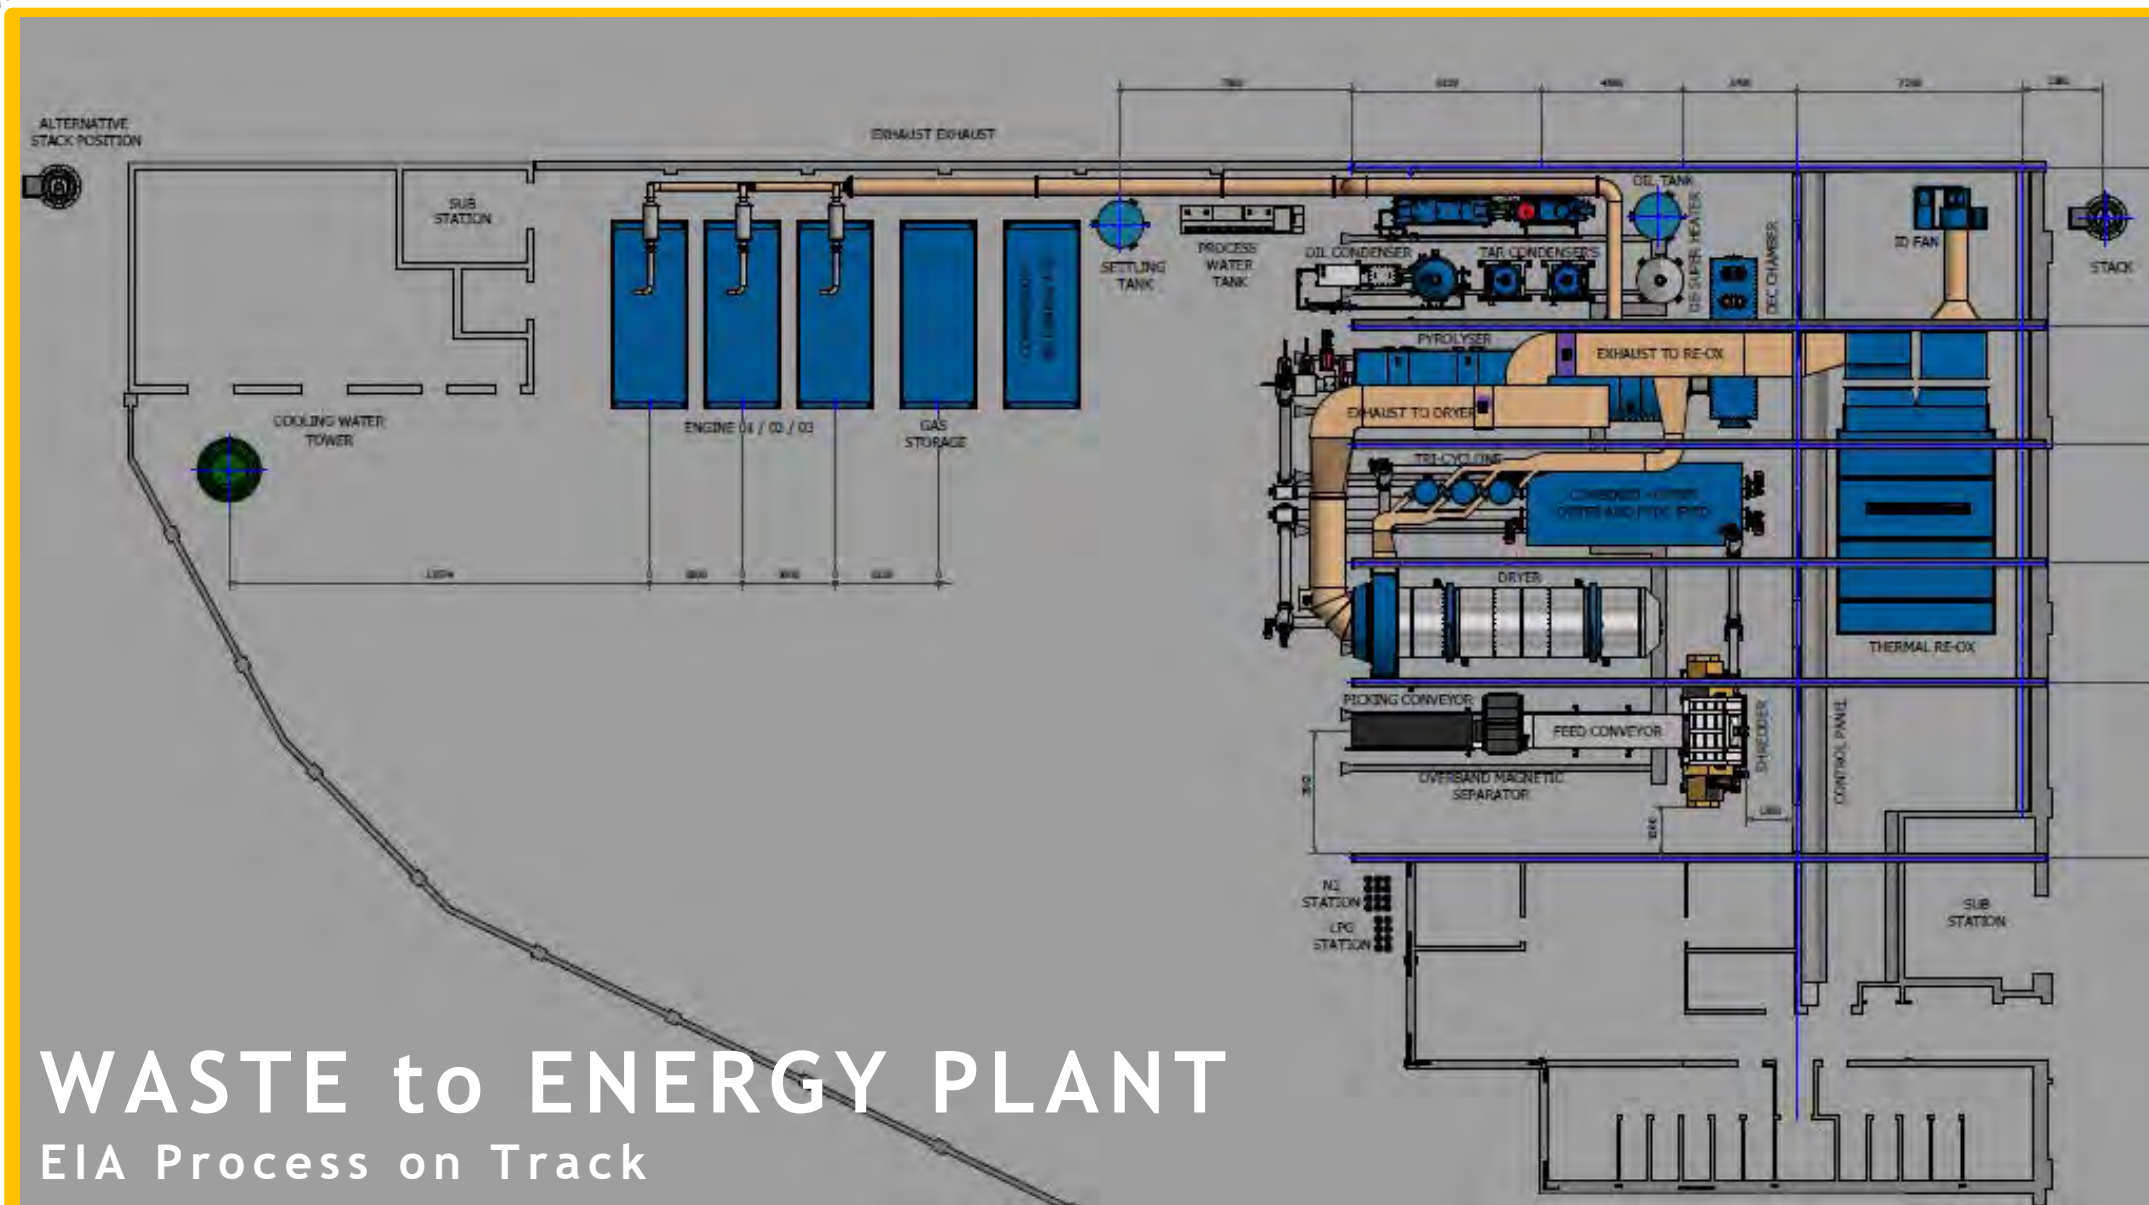 ALTERNATIVE
STACK POSITION
SUB
STATION
EXHAUST EXHAUST
OIL TANK
ID FAN
STACK
SETTLING
TANK
PROCESS
WATER
TANK
OIL CONDENSER
TAR CONDENSERS
DEC CHAMBER
PYROLYSER
EXHAUST TO RE-OX
EXHAUST TO DRYER
COOLING WATER
TOWER
ENGINE 01 / 02 / 03
GAS
STORAGE
TRI-CYCLONE
DRYER
THERMAL RE-OX
PICKING CONVEYOR
FEED CONVEYOR
SHREDDER
CONTROL PANEL
OVERBAND MAGNETIC
SEPARATOR
N2
STATION
LPG
STATION
SUB
STATION
WASTE to ENERGY PLANT
EIA Process on Track